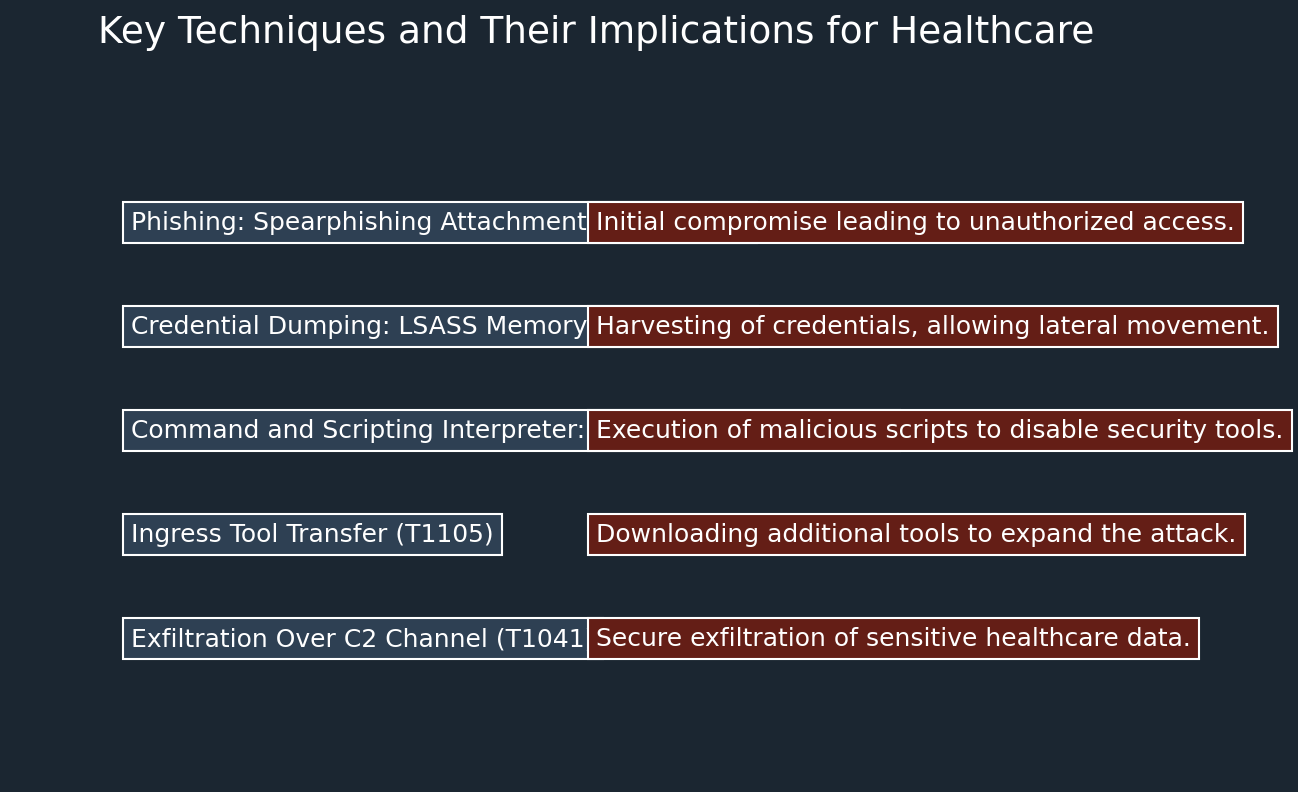 Key Techniques and Their Implications for Healthcare
Phishing: Spearphishing Attachment Initial compromise leading to unauthorized access.
Credential Dumping: LSASS Memory Harvesting of credentials, allowing lateral movement.
Command and Scripting Interpreter: Execution of malicious scripts to disable security tools.
Ingress Tool Transfer (T1105) Downloading additional tools to expand the attack.
Exfiltration Over C2 Channel (T1041 Secure exfiltration of sensitive healthcare data.